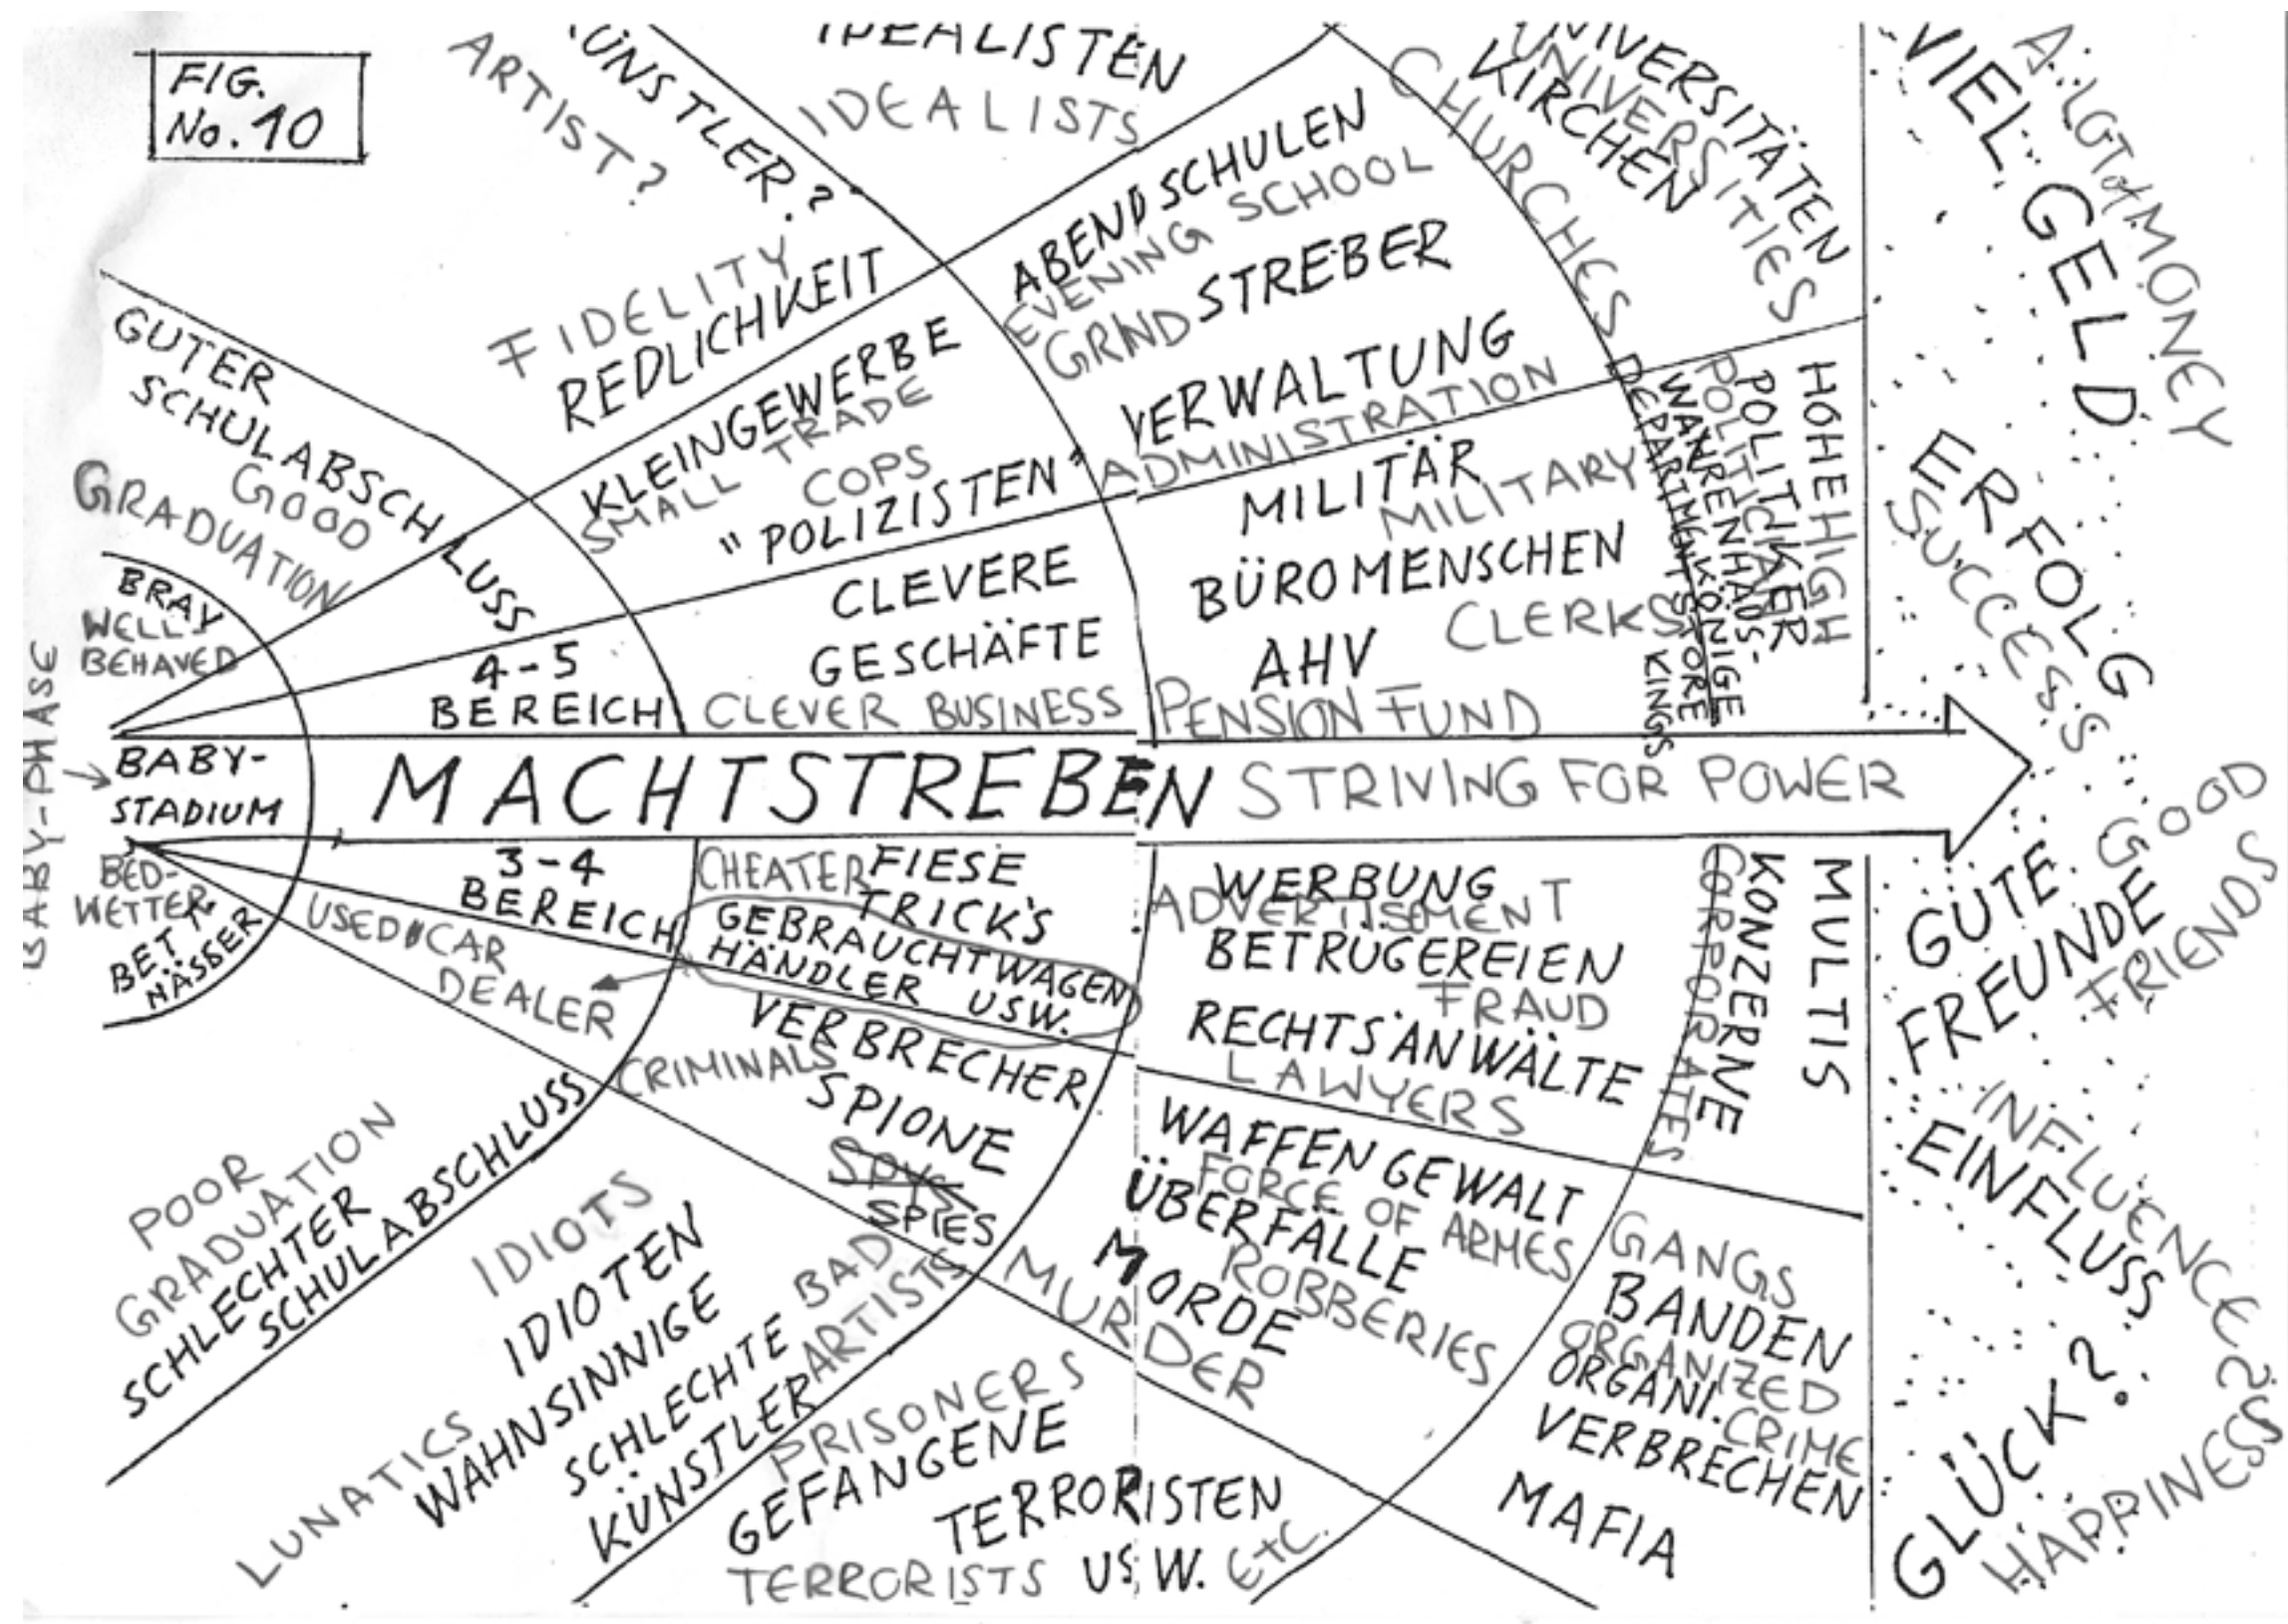 FIG.
No. 10
ÜNSTLER.?
ARTIST?
IDEALISTEN
IDEALISTS
UNIVERSITÄTEN
UNIVERSITIES
KIRCHEN
CHURCHES
VIEL GELD
A LOT of MONEY
GUTER
SCHULABSCHLUSS
GOOD
GRADUATION
FIDELITY
REDLICHKEIT
ABENDSCHULEN
EVENING SCHOOL
GRND STREBER
VERWALTUNG
ADMINISTRATION
KLEINGEWERBE
SMALL TRADE
COPS
"POLIZISTEN"
MILITÄR
MILITARY
BÜROMENSCHEN
CLERKS
AHV
PENSION FUND
HOHE HIGH
POLITIKER
POLITICIAN
WAHRENHAUS-
KÖNIGE
DEPARTMENT STORE
KINGS
ERFOLG
SUCCESS
BRAV
WELL
BEHAVED
4-5
BEREICH
CLEVERE
GESCHÄFTE
CLEVER BUSINESS
BABY-PHASE
BABY-
STADIUM
MACHTSTREBEN STRIVING FOR POWER
BED-
WETTER
BETT
NÄSSER
3-4
BEREICH
USED CAR
DEALER
CHEATER FIESE
TRICK'S
GEBRAUCHTWAGEN
HÄNDLER USW.
VERBRECHER
CRIMINALS
SPIONE
SPYS
SPIES
WERBUNG
ADVERTISEMENT
BETRÜGEREIEN
FRAUD
RECHTSANWÄLTE
LAWYERS
MULTIS
KONZERNE
CORPORATES
GUTE
FREUNDE
GOOD
FRIENDS
POOR
GRADUATION
SCHLECHTER
SCHULABSCHLUSS
IDIOTS
IDIOTEN
WAHNSINNIGE
LUNATICS
SCHLECHTE
KÜNSTLER
BAD
ARTISTS
WAFFENGEWALT
FORCE OF ARMES
ÜBERFÄLLE
ROBBERIES
MORDE
MURDER
GANGS
BANDEN
ORGANIZED
ORGANI.
CRIME
VERBRECHEN
MAFIA
PRISONERS
GEFANGENE
TERRORISTEN
TERRORISTS USW. Etc.
EINFLUSS
INFLUENCE
GLÜCK?
HAPPINESS?